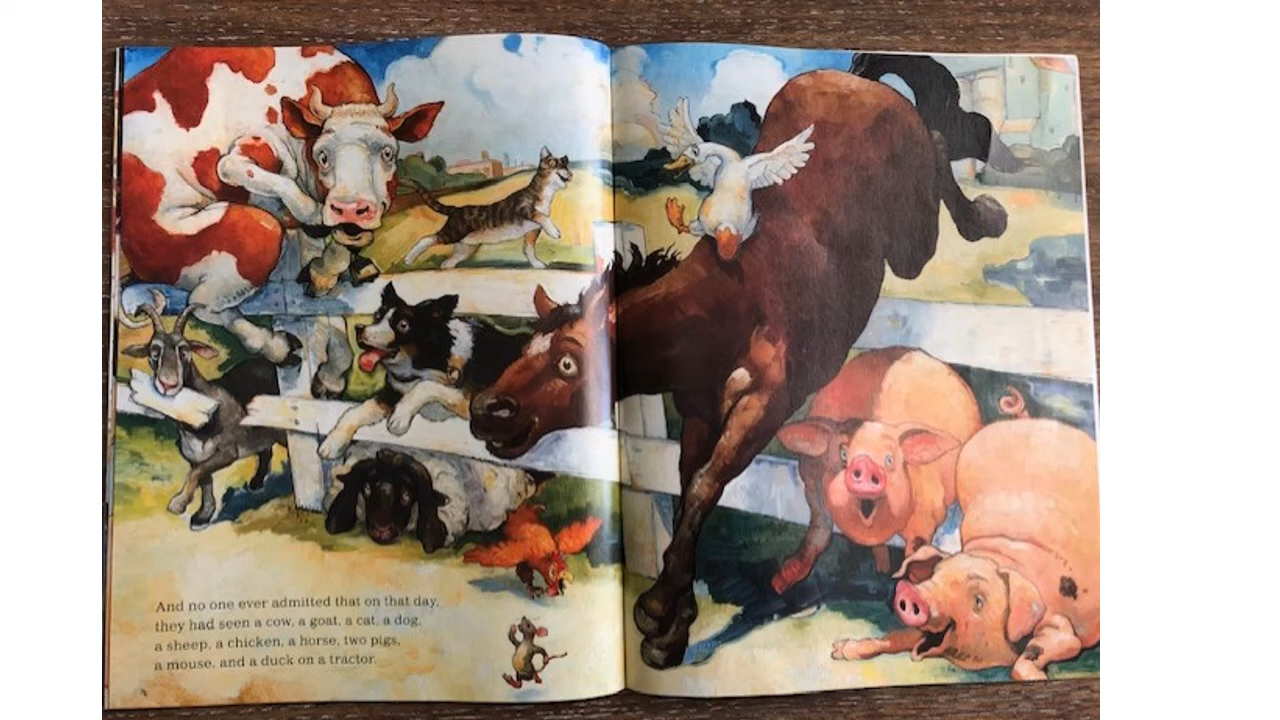 And no one ever admitted that on that day,
they had seen a cow, a goat, a cat, a dog,
a sheep, a chicken, a horse, two pigs,
a mouse, and a duck on a tractor.